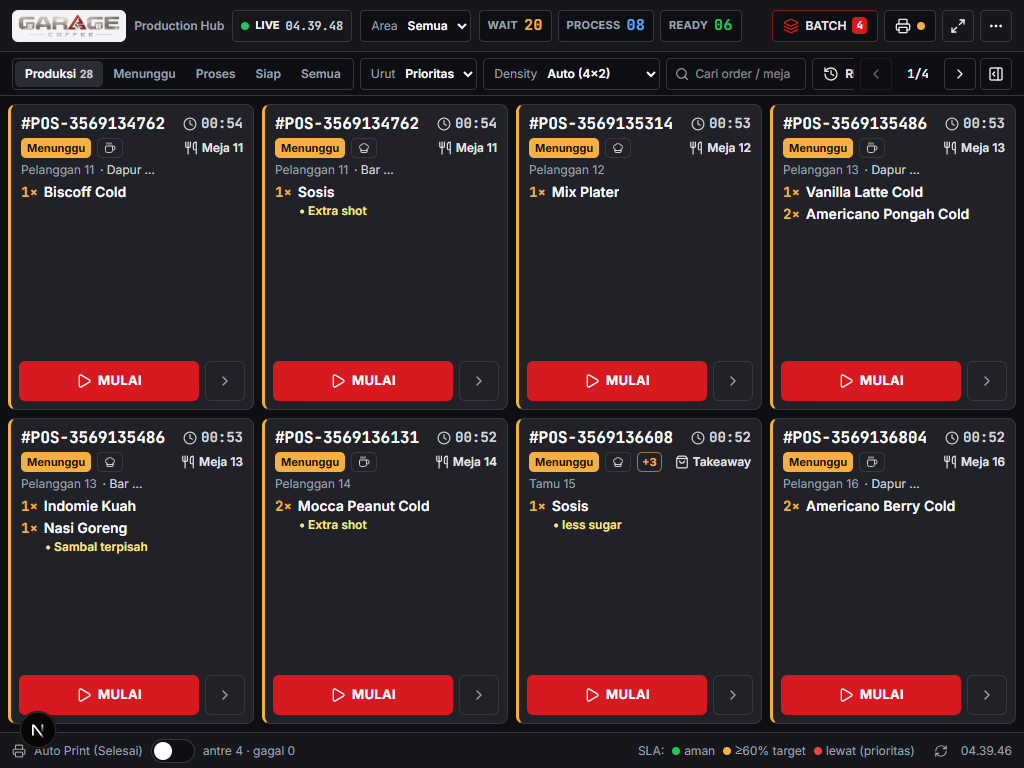 GARAGE
COFFEE
Production Hub
LIVE 04.39.48
Area Semua
WAIT 20
PROCESS 08
READY 06
BATCH 4
Produksi 28
Menunggu
Proses
Siap
Semua
Urut Prioritas
Density Auto (4×2)
Cari order / meja
1/4
#POS-3569134762 00:54
Menunggu Meja 11
Pelanggan 11 · Dapur ...
1× Biscoff Cold
MULAI
#POS-3569134762 00:54
Menunggu Meja 11
Pelanggan 11 · Bar ...
1× Sosis
• Extra shot
MULAI
#POS-3569135314 00:53
Menunggu Meja 12
Pelanggan 12
1× Mix Plater
MULAI
#POS-3569135486 00:53
Menunggu Meja 13
Pelanggan 13 · Dapur ...
1× Vanilla Latte Cold
2× Americano Pongah Cold
MULAI
#POS-3569135486 00:53
Menunggu Meja 13
Pelanggan 13 · Bar ...
1× Indomie Kuah
1× Nasi Goreng
• Sambal terpisah
MULAI
#POS-3569136131 00:52
Menunggu Meja 14
Pelanggan 14
2× Mocca Peanut Cold
• Extra shot
MULAI
#POS-3569136608 00:52
Menunggu +3 Takeaway
Tamu 15
1× Sosis
• less sugar
MULAI
#POS-3569136804 00:52
Menunggu Meja 16
Pelanggan 16 · Dapur ...
2× Americano Berry Cold
MULAI
N
Auto Print (Selesai)
antre 4 · gagal 0
SLA: aman ≥60% target lewat (prioritas)
04.39.46